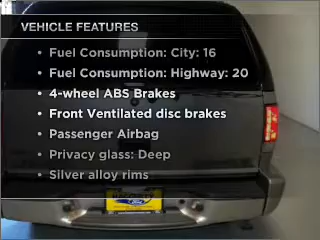 VEHICLE FEATURES
• Fuel Consumption: City: 16
• Fuel Consumption: Highway: 20
• 4-wheel ABS Brakes
• Front Ventilated disc brakes
• Passenger Airbag
• Privacy glass: Deep
• Silver alloy rims
Ford